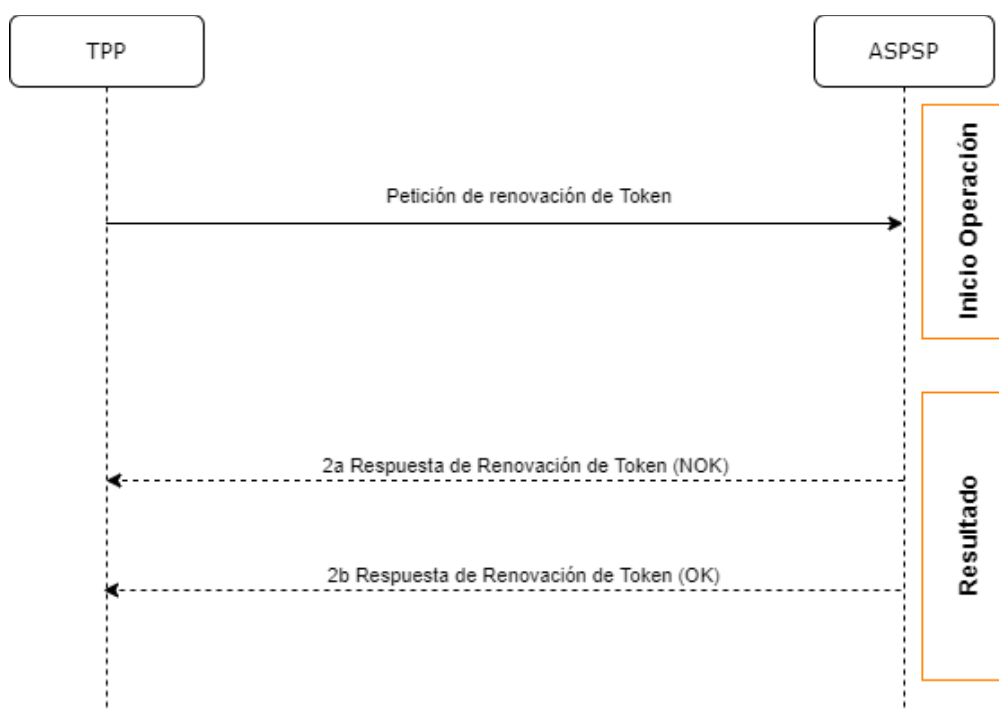 TPP
ASPSP
Inicio Operación
Petición de renovación de Token
2a Respuesta de Renovación de Token (NOK)
Resultado
2b Respuesta de Renovación de Token (OK)